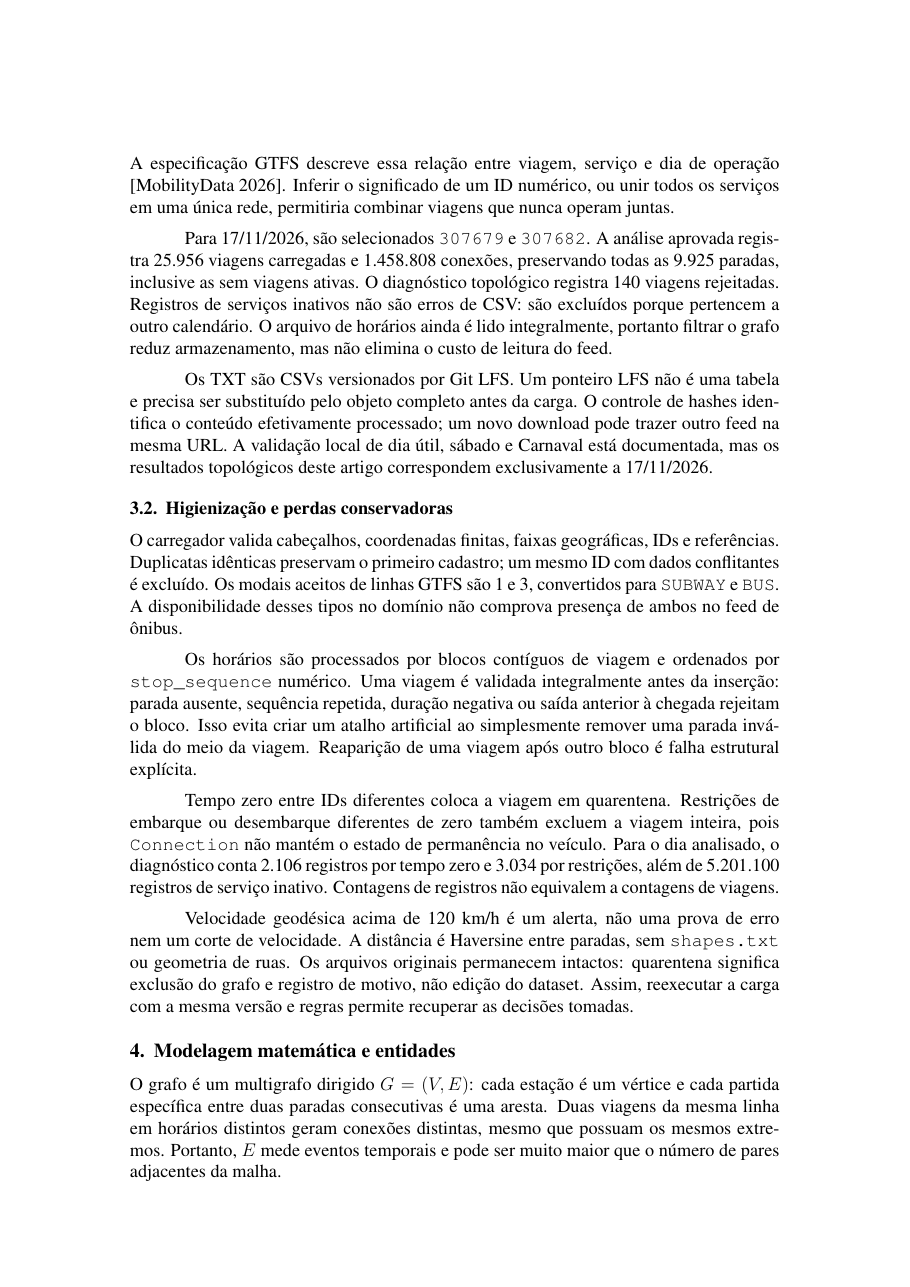 A especificação GTFS descreve essa relação entre viagem, serviço e dia de operação
[MobilityData 2026]. Inferir o significado de um ID numérico, ou unir todos os serviços
em uma única rede, permitiria combinar viagens que nunca operam juntas.
Para 17/11/2026, são selecionados 307679 e 307682. A análise aprovada regis-
tra 25.956 viagens carregadas e 1.458.808 conexões, preservando todas as 9.925 paradas,
inclusive as sem viagens ativas. O diagnóstico topológico registra 140 viagens rejeitadas.
Registros de serviços inativos não são erros de CSV: são excluídos porque pertencem a
outro calendário. O arquivo de horários ainda é lido integralmente, portanto filtrar o grafo
reduz armazenamento, mas não elimina o custo de leitura do feed.
Os TXT são CSVs versionados por Git LFS. Um ponteiro LFS não é uma tabela
e precisa ser substituído pelo objeto completo antes da carga. O controle de hashes iden-
tifica o conteúdo efetivamente processado; um novo download pode trazer outro feed na
mesma URL. A validação local de dia útil, sábado e Carnaval está documentada, mas os
resultados topológicos deste artigo correspondem exclusivamente a 17/11/2026.
3.2. Higienização e perdas conservadoras
O carregador valida cabeçalhos, coordenadas finitas, faixas geográficas, IDs e referências.
Duplicatas idênticas preservam o primeiro cadastro; um mesmo ID com dados conflitantes
é excluído. Os modais aceitos de linhas GTFS são 1 e 3, convertidos para SUBWAY e BUS.
A disponibilidade desses tipos no domínio não comprova presença de ambos no feed de
ônibus.
Os horários são processados por blocos contíguos de viagem e ordenados por
stop_sequence numérico. Uma viagem é validada integralmente antes da inserção:
parada ausente, sequência repetida, duração negativa ou saída anterior à chegada rejeitam
o bloco. Isso evita criar um atalho artificial ao simplesmente remover uma parada invá-
lida do meio da viagem. Reaparição de uma viagem após outro bloco é falha estrutural
explícita.
Tempo zero entre IDs diferentes coloca a viagem em quarentena. Restrições de
embarque ou desembarque diferentes de zero também excluem a viagem inteira, pois
Connection não mantém o estado de permanência no veículo. Para o dia analisado, o
diagnóstico conta 2.106 registros por tempo zero e 3.034 por restrições, além de 5.201.100
registros de serviço inativo. Contagens de registros não equivalem a contagens de viagens.
Velocidade geodésica acima de 120 km/h é um alerta, não uma prova de erro
nem um corte de velocidade. A distância é Haversine entre paradas, sem shapes.txt
ou geometria de ruas. Os arquivos originais permanecem intactos: quarentena significa
exclusão do grafo e registro de motivo, não edição do dataset. Assim, reexecutar a carga
com a mesma versão e regras permite recuperar as decisões tomadas.
4. Modelagem matemática e entidades
O grafo é um multigrafo dirigido G = (V, E): cada estação é um vértice e cada partida
específica entre duas paradas consecutivas é uma aresta. Duas viagens da mesma linha
em horários distintos geram conexões distintas, mesmo que possuam os mesmos extre-
mos. Portanto, E mede eventos temporais e pode ser muito maior que o número de pares
adjacentes da malha.